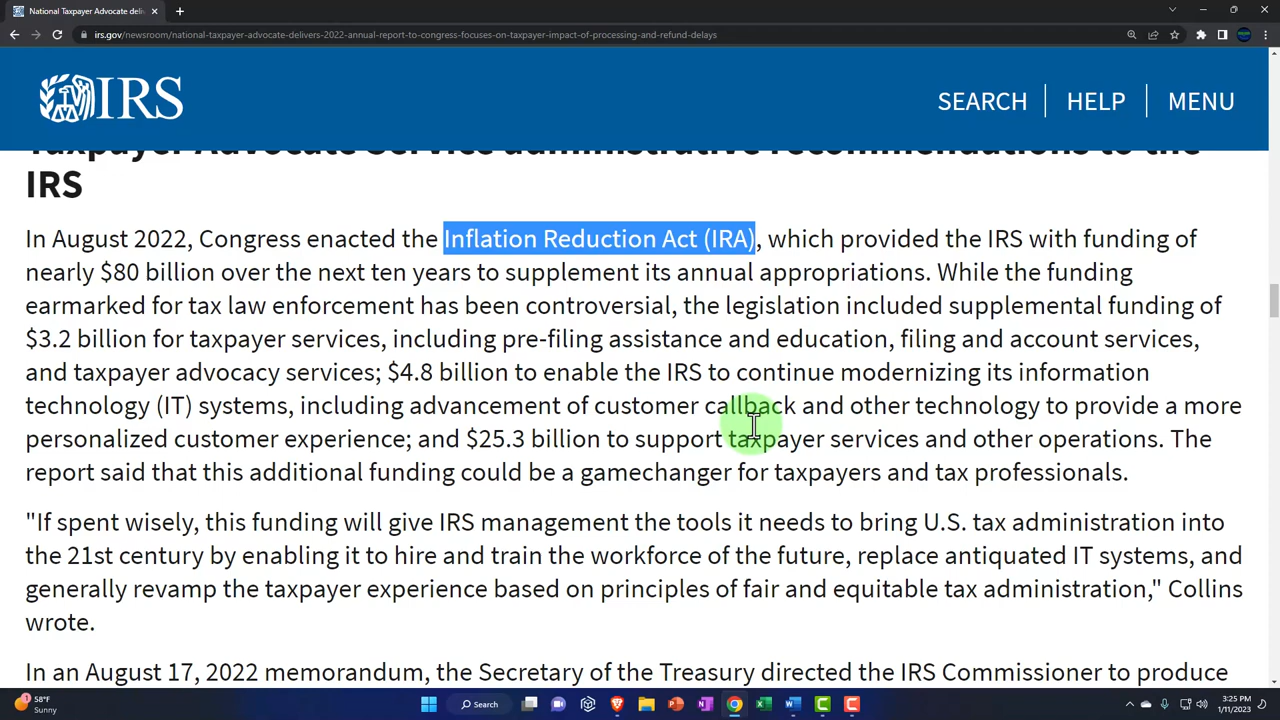 National Taxpayer Advocate deli
irs.gov/newsroom/national-taxpayer-advocate-delivers-2022-annual-report-to-congress-focuses-on-taxpayer-impact-of-processing-and-refund-delays
IRS
SEARCH
HELP
MENU
Taxpayer Advocate Service administrative recommendations to the
IRS
In August 2022, Congress enacted the Inflation Reduction Act (IRA), which provided the IRS with funding of
nearly $80 billion over the next ten years to supplement its annual appropriations. While the funding
earmarked for tax law enforcement has been controversial, the legislation included supplemental funding of
$3.2 billion for taxpayer services, including pre-filing assistance and education, filing and account services,
and taxpayer advocacy services; $4.8 billion to enable the IRS to continue modernizing its information
technology (IT) systems, including advancement of customer callback and other technology to provide a more
personalized customer experience; and $25.3 billion to support taxpayer services and other operations. The
report said that this additional funding could be a gamechanger for taxpayers and tax professionals.
"If spent wisely, this funding will give IRS management the tools it needs to bring U.S. tax administration into
the 21st century by enabling it to hire and train the workforce of the future, replace antiquated IT systems, and
generally revamp the taxpayer experience based on principles of fair and equitable tax administration," Collins
wrote.
In an August 17, 2022 memorandum, the Secretary of the Treasury directed the IRS Commissioner to produce
1
58°F
Sunny
Search
3:25 PM
1/11/2023